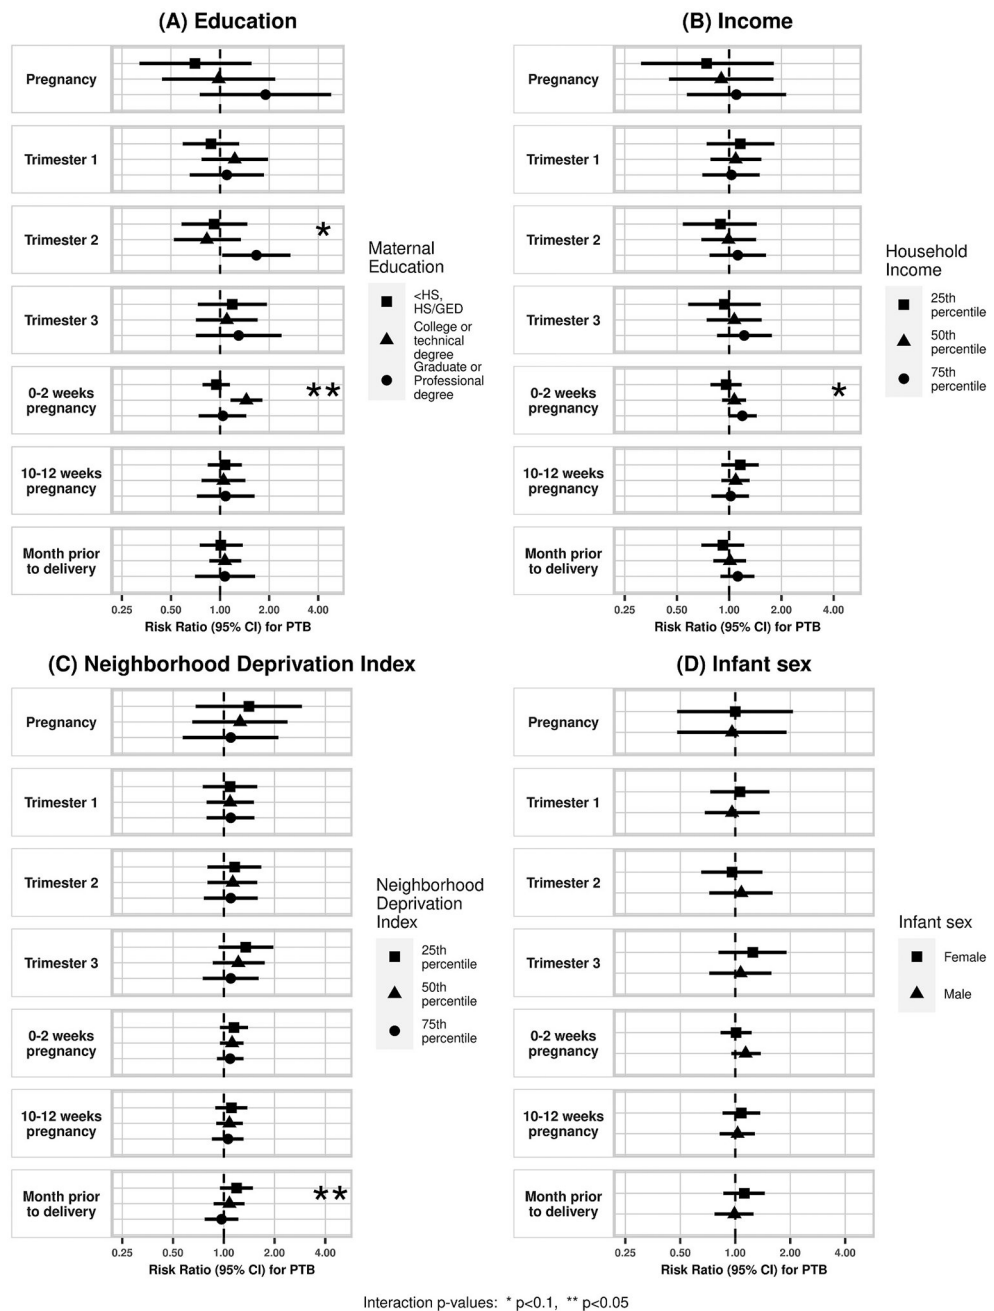 (A) Education
Pregnancy
Trimester 1
Trimester 2
*
Trimester 3
0-2 weeks
pregnancy
**
10-12 weeks
pregnancy
Month prior
to delivery
0.25 0.50 1.00 2.00 4.00
Risk Ratio (95% CI) for PTB
Maternal
Education
<HS,
HS/GED
College or
technical
degree
Graduate or
Professional
degree
(B) Income
Pregnancy
Trimester 1
Trimester 2
Trimester 3
0-2 weeks
pregnancy
*
10-12 weeks
pregnancy
Month prior
to delivery
0.25 0.50 1.00 2.00 4.00
Risk Ratio (95% CI) for PTB
Household
Income
25th
percentile
50th
percentile
75th
percentile
(C) Neighborhood Deprivation Index
Pregnancy
Trimester 1
Trimester 2
Trimester 3
0-2 weeks
pregnancy
10-12 weeks
pregnancy
Month prior
to delivery
**
0.25 0.50 1.00 2.00 4.00
Risk Ratio (95% CI) for PTB
Neighborhood
Deprivation
Index
25th
percentile
50th
percentile
75th
percentile
(D) Infant sex
Pregnancy
Trimester 1
Trimester 2
Trimester 3
0-2 weeks
pregnancy
10-12 weeks
pregnancy
Month prior
to delivery
0.25 0.50 1.00 2.00 4.00
Risk Ratio (95% CI) for PTB
Infant sex
Female
Male
Interaction p-values: * p<0.1, ** p<0.05